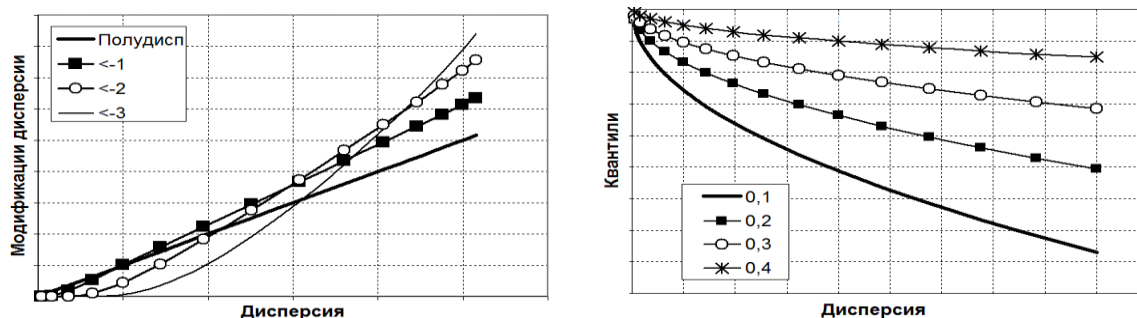 Модификации дисперсии
Полудисп
<-1
<-2
<-3
Дисперсия
Квантили
0,1
0,2
0,3
0,4
Дисперсия